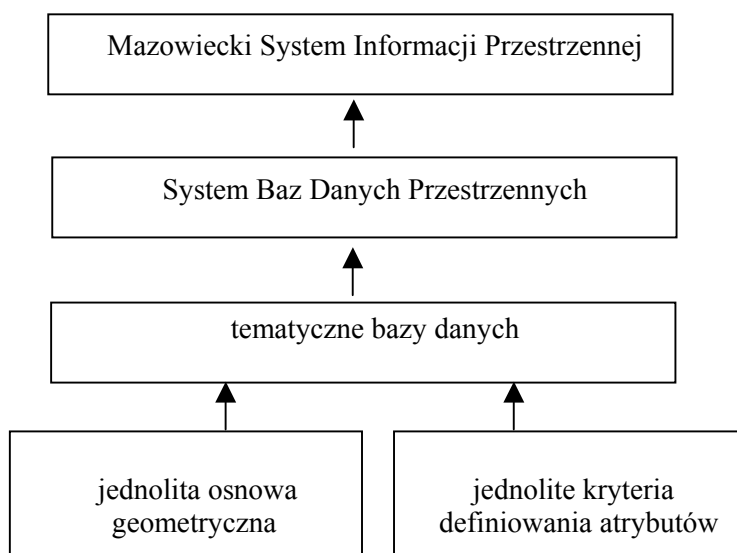 Mazowiecki System Informacji Przestrzennej
System Baz Danych Przestrzennych
tematyczne bazy danych
jednolita osnowa
geometryczna
jednolite kryteria
definiowania atrybutów